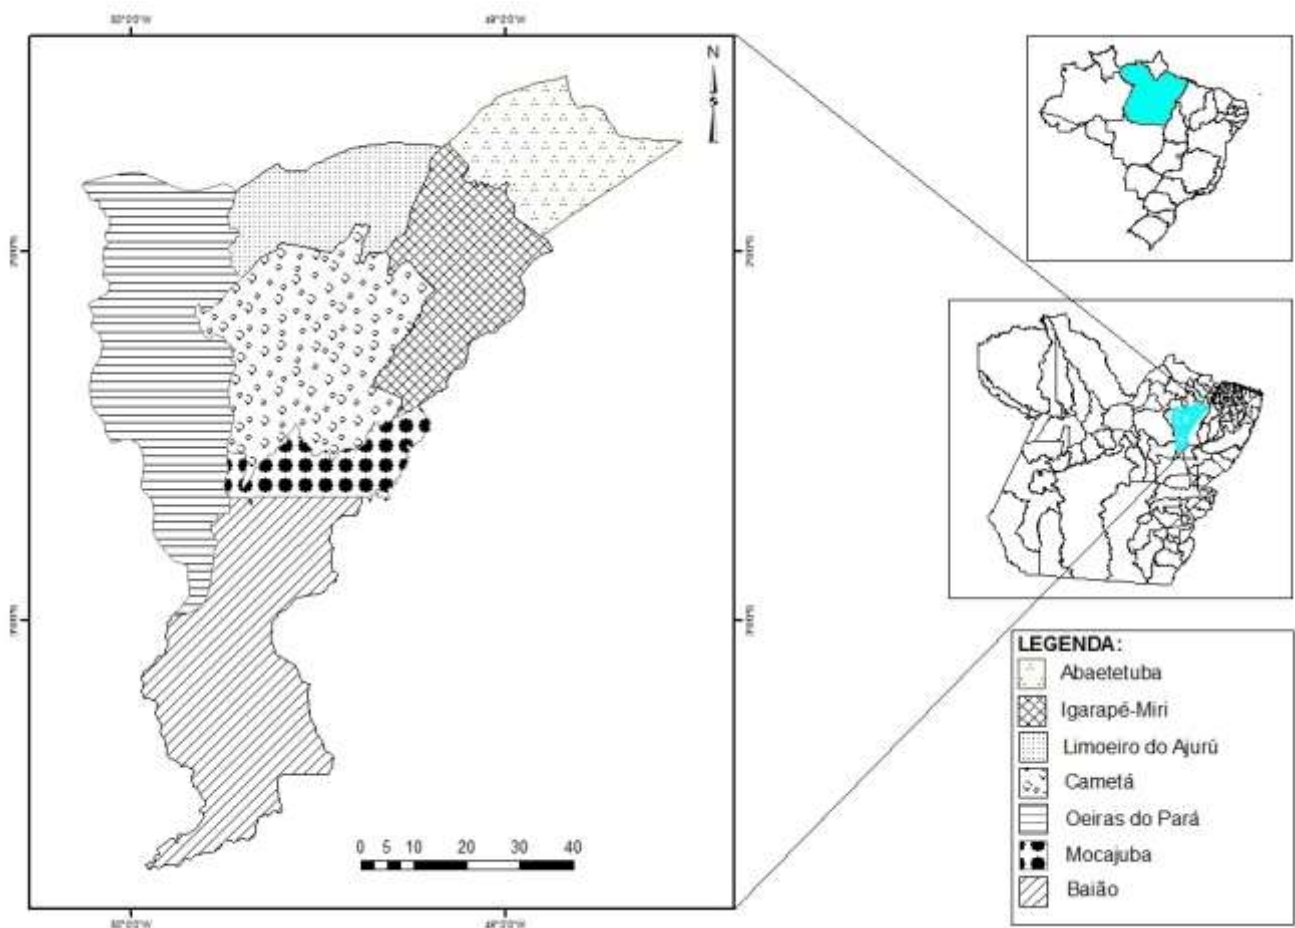 N
0 5 10 20 30 40
LEGENDA:
Abaetetuba
Igarapé-Miri
Limoeiro do Ajurú
Cametá
Oeiras do Pará
Mocajuba
Baião